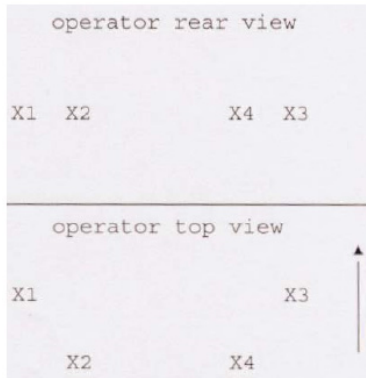 operator rear view
X1 X2 X4 X3
operator top view
X1 X3
X2 X4